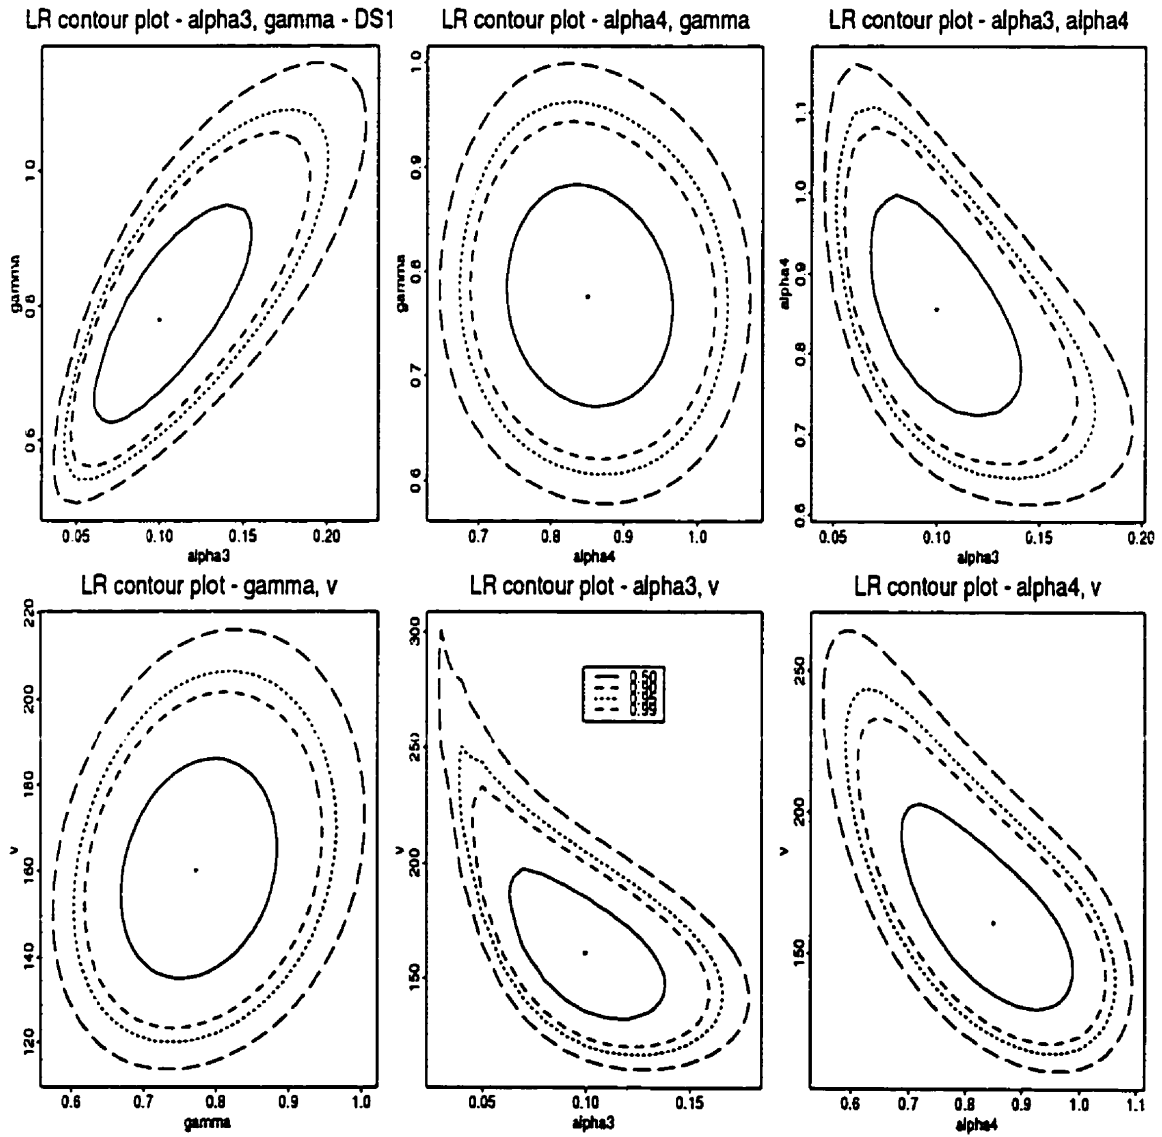 LR contour plot - alpha3, gamma - DS1
gamma
0.6 0.8 1.0
0.05 0.10 0.15 0.20
alpha3
LR contour plot - alpha4, gamma
gamma
0.6 0.7 0.8 0.9 1.0
0.7 0.8 0.9 1.0
alpha4
LR contour plot - alpha3, alpha4
alpha4
0.6 0.7 0.8 0.9 1.0 1.1
0.05 0.10 0.15 0.20
alpha3
LR contour plot - gamma, v
v
120 140 160 180 200 220
0.6 0.7 0.8 0.9 1.0
gamma
LR contour plot - alpha3, v
v
150 200 250 300
0.50
0.90
0.95
0.99
0.05 0.10 0.15
alpha3
LR contour plot - alpha4, v
v
150 200 250
0.6 0.7 0.8 0.9 1.0 1.1
alpha4